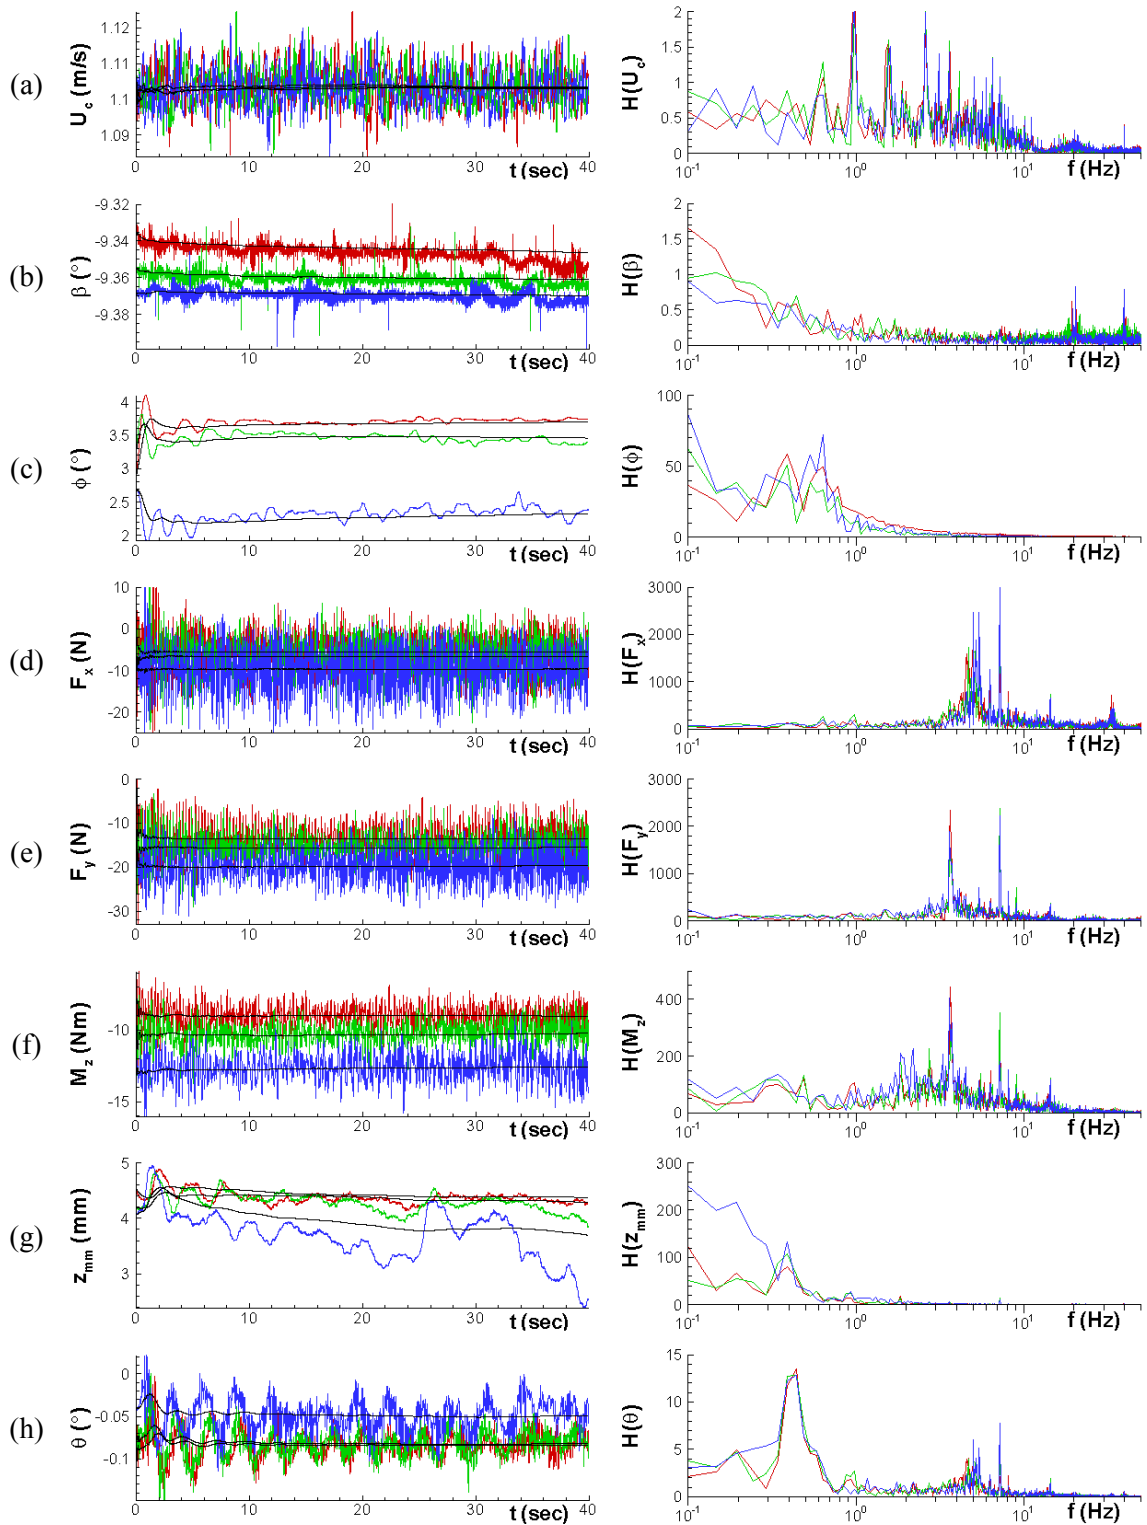 (a)
U_c (m/s)
1.12
1.11
1.1
1.09
0 10 20 30 40
t (sec)
H(U_c)
2
1.5
1
0.5
0
10^-1 10^0 10^1
f (Hz)
(b)
β (°)
-9.32
-9.34
-9.36
-9.38
0 10 20 30 40
t (sec)
H(β)
2
1.5
1
0.5
0
10^-1 10^0 10^1
f (Hz)
(c)
ϕ (°)
4
3.5
3
2.5
2
0 10 20 30 40
t (sec)
H(ϕ)
100
50
0
10^-1 10^0 10^1
f (Hz)
(d)
F_x (N)
10
0
-10
-20
0 10 20 30 40
t (sec)
H(F_x)
3000
2000
1000
0
10^-1 10^0 10^1
f (Hz)
(e)
F_y (N)
0
-10
-20
-30
0 10 20 30 40
t (sec)
H(F_y)
3000
2000
1000
0
10^-1 10^0 10^1
f (Hz)
(f)
M_z (Nm)
-10
-15
0 10 20 30 40
t (sec)
H(M_z)
400
200
0
10^-1 10^0 10^1
f (Hz)
(g)
z_mm (mm)
5
4
3
0 10 20 30 40
t (sec)
H(z_mm)
300
200
100
0
10^-1 10^0 10^1
f (Hz)
(h)
θ (°)
0
-0.05
-0.1
0 10 20 30 40
t (sec)
H(θ)
15
10
5
0
10^-1 10^0 10^1
f (Hz)